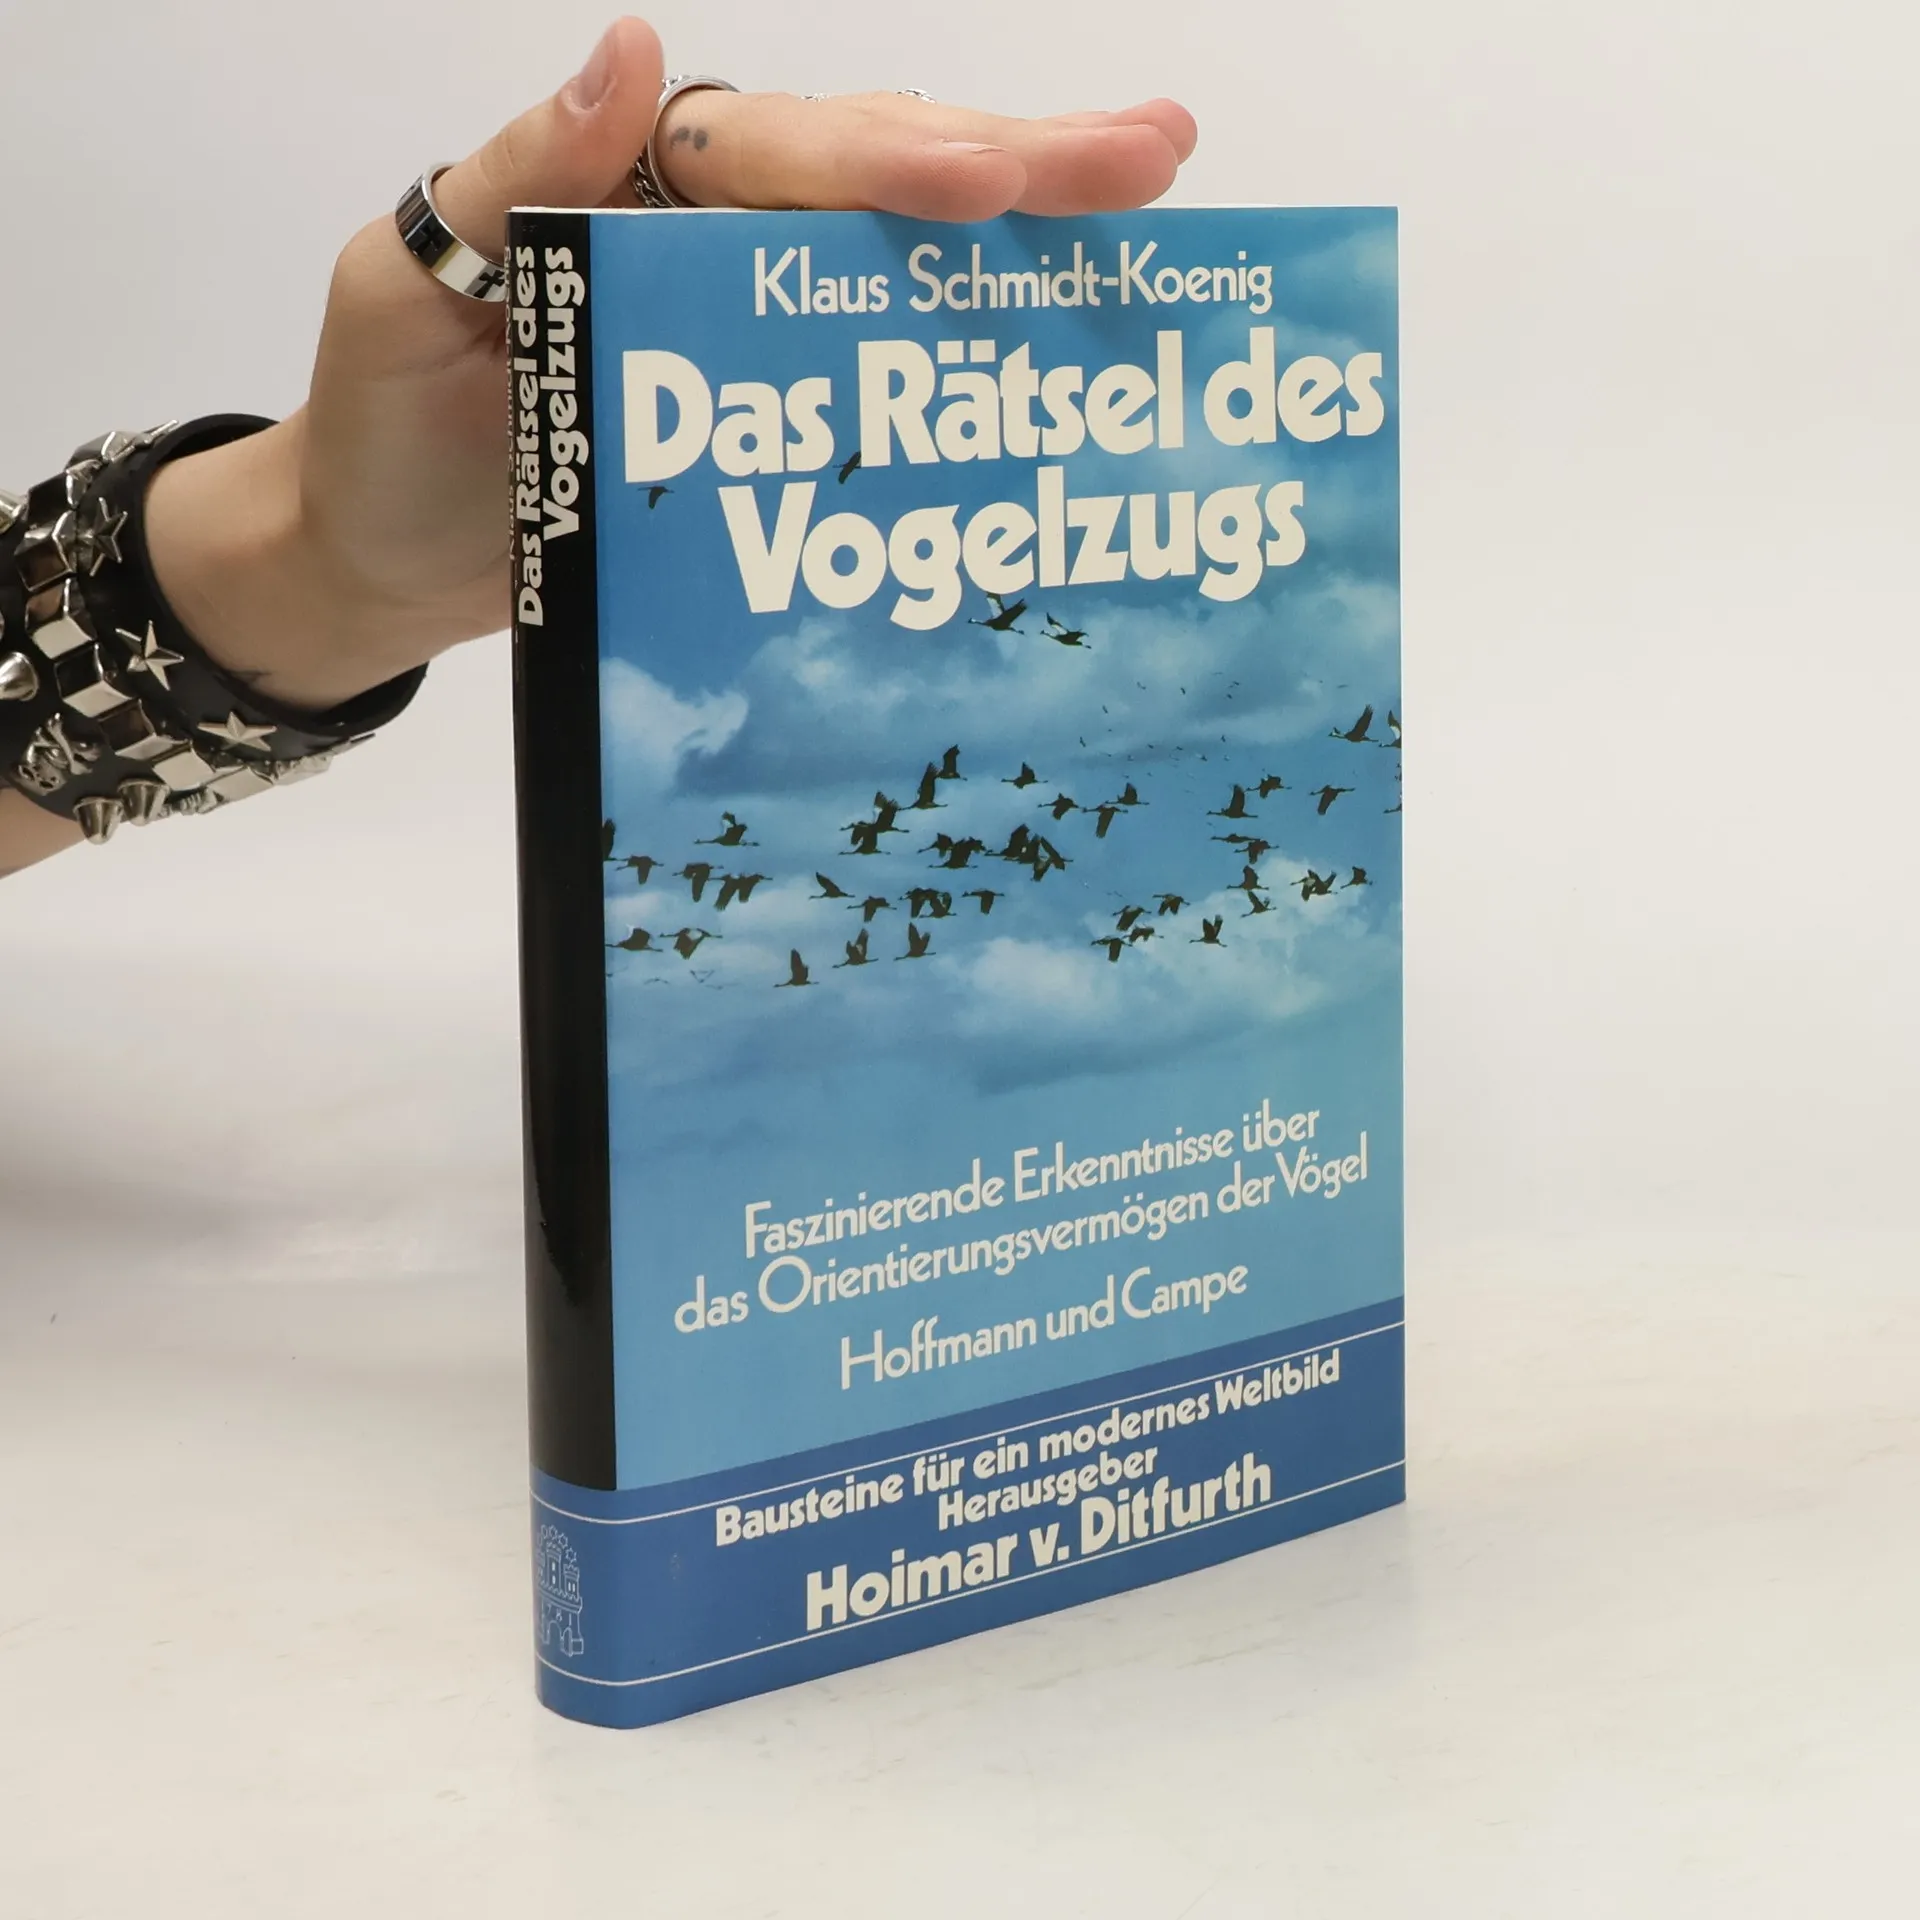 Klaus Schmidt-Koenig
Das Rätsel des
Vogelzugs
Faszinierende Erkenntnisse über
das Orientierungsvermögen der Vögel
Hoffmann und Campe
Bausteine für ein modernes Weltbild
Herausgeber
Hoimar v. Ditfurth
Das Rätsel des
Vogelzugs